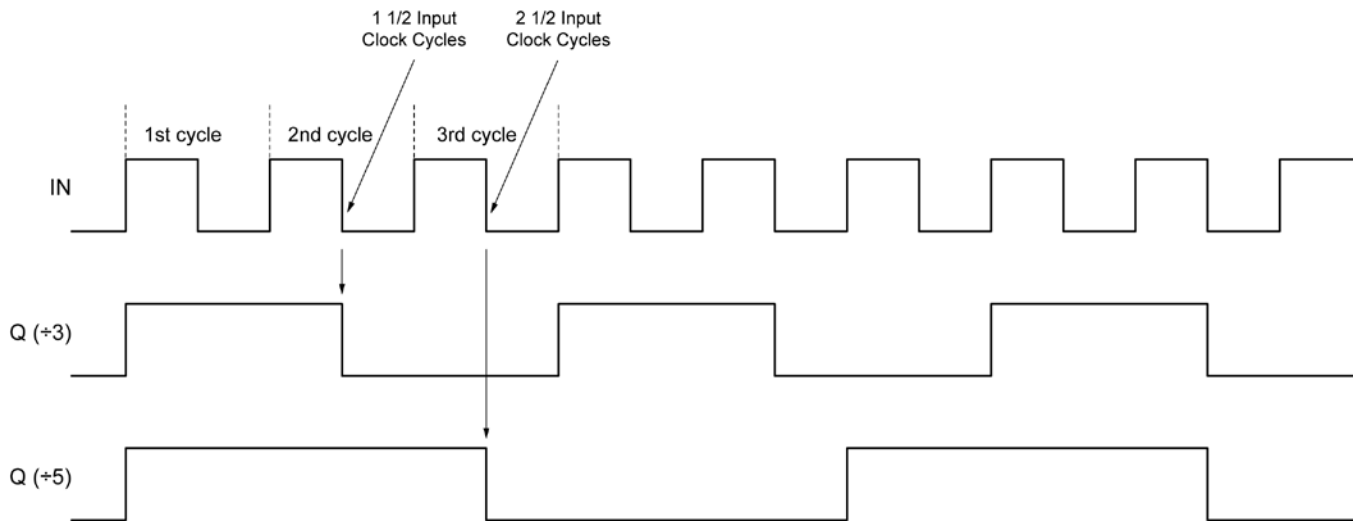 1 1/2 Input
Clock Cycles
2 1/2 Input
Clock Cycles
1st cycle
2nd cycle
3rd cycle
IN
Q (÷3)
Q (÷5)